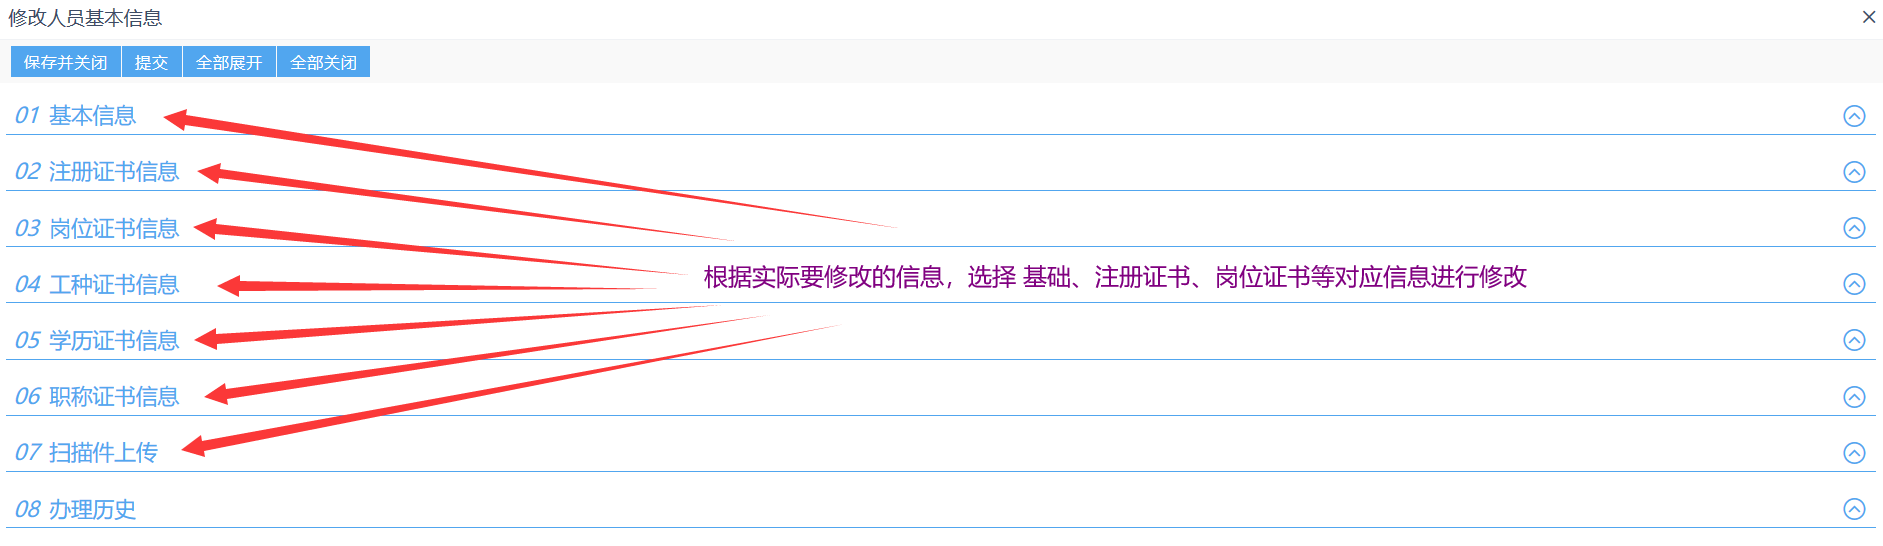 修改人员基本信息
保存并关闭 提交 全部展开 全部关闭
01 基本信息
02 注册证书信息
03 岗位证书信息
根据实际要修改的信息，选择 基础、注册证书、岗位证书等对应信息进行修改
04 工种证书信息
05 学历证书信息
06 职称证书信息
07 扫描件上传
08 办理历史